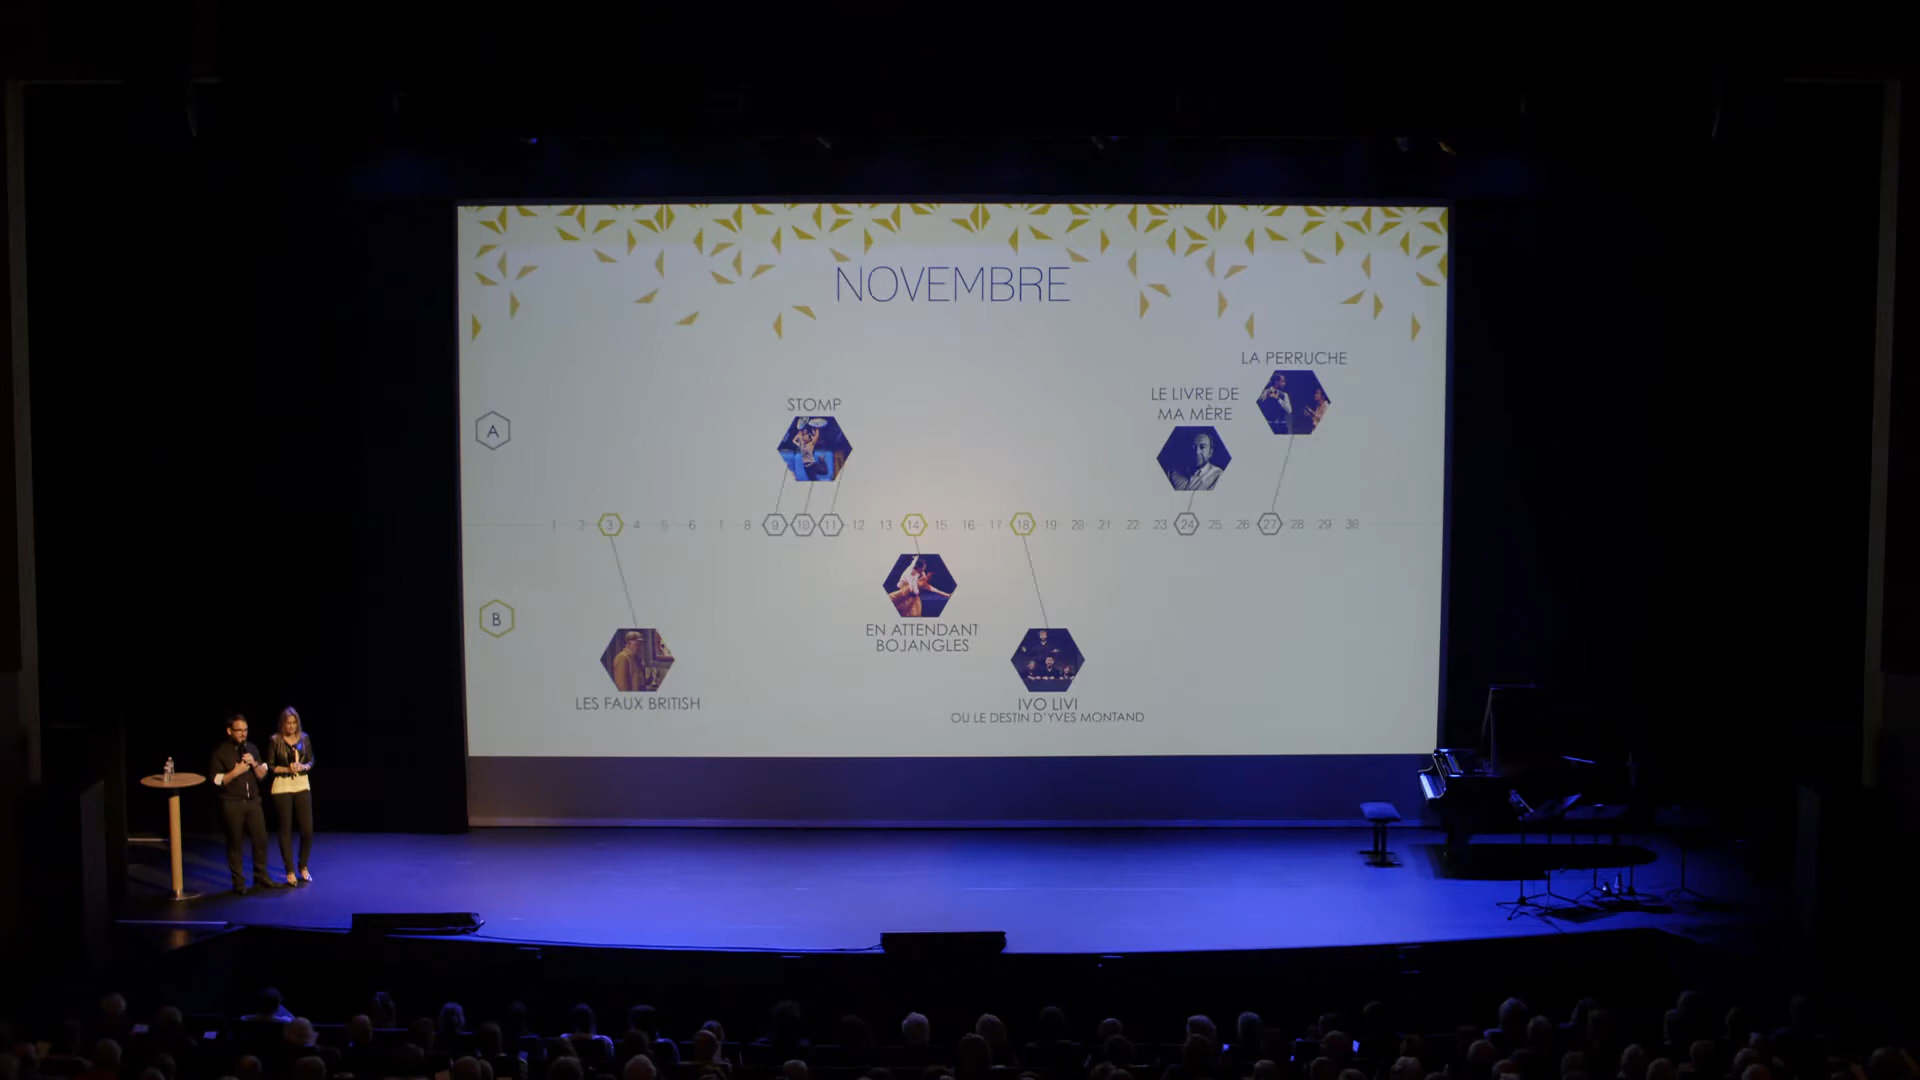 NOVEMBRE
LA PERRUCHE
LE LIVRE DE
MA MÈRE
STOMP
A
1 2 3 4 5 6 7 8 9 10 11 12 13 14 15 16 17 18 19 20 21 22 23 24 25 26 27 28 29 30
B
EN ATTENDANT
BOJANGLES
LES FAUX BRITISH
IVO LIVI
OU LE DESTIN D'YVES MONTAND